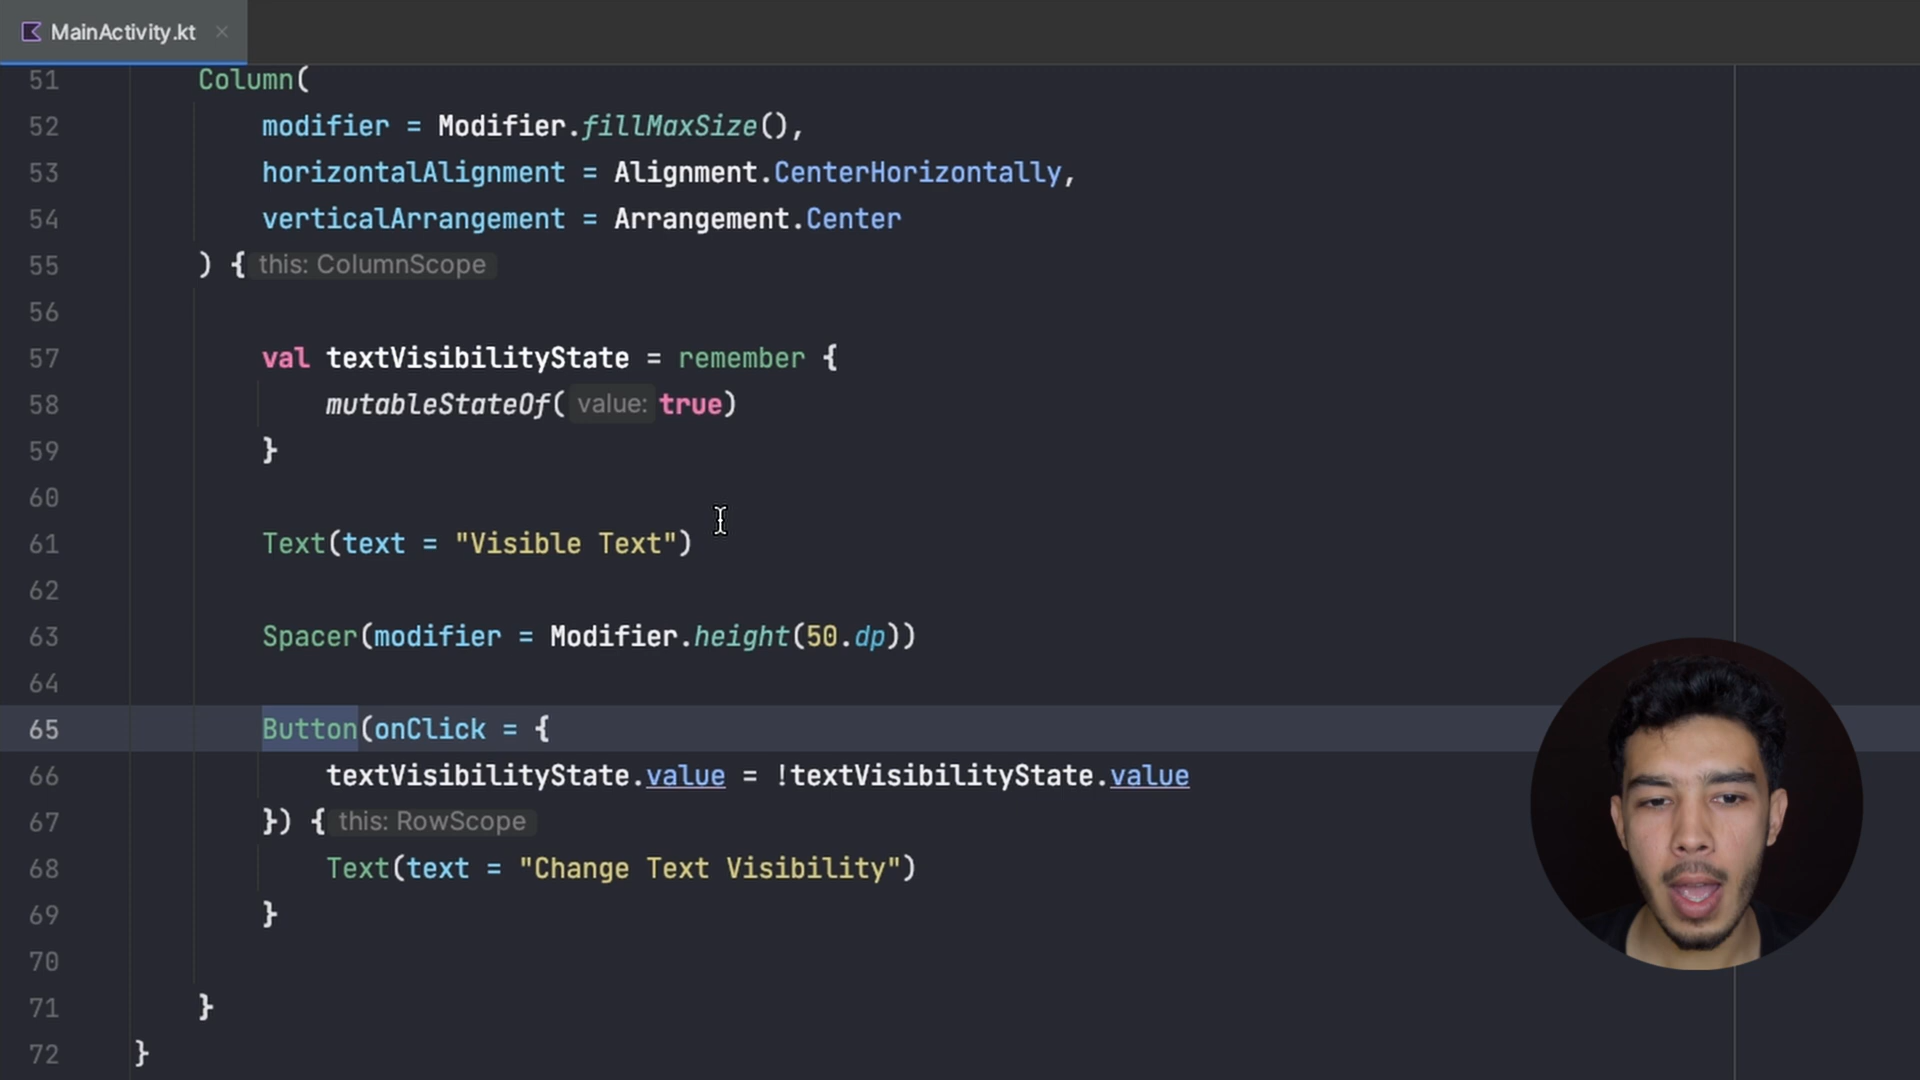 MainActivity.kt ×
51 Column(
52 modifier = Modifier.fillMaxSize(),
53 horizontalAlignment = Alignment.CenterHorizontally,
54 verticalArrangement = Arrangement.Center
55 ) { this: ColumnScope
56
57 val textVisibilityState = remember {
58 mutableStateOf( value: true)
59 }
60
61 Text(text = "Visible Text")
62
63 Spacer(modifier = Modifier.height(50.dp))
64
65 Button(onClick = {
66 textVisibilityState.value = !textVisibilityState.value
67 }) { this: RowScope
68 Text(text = "Change Text Visibility")
69 }
70
71 }
72 }